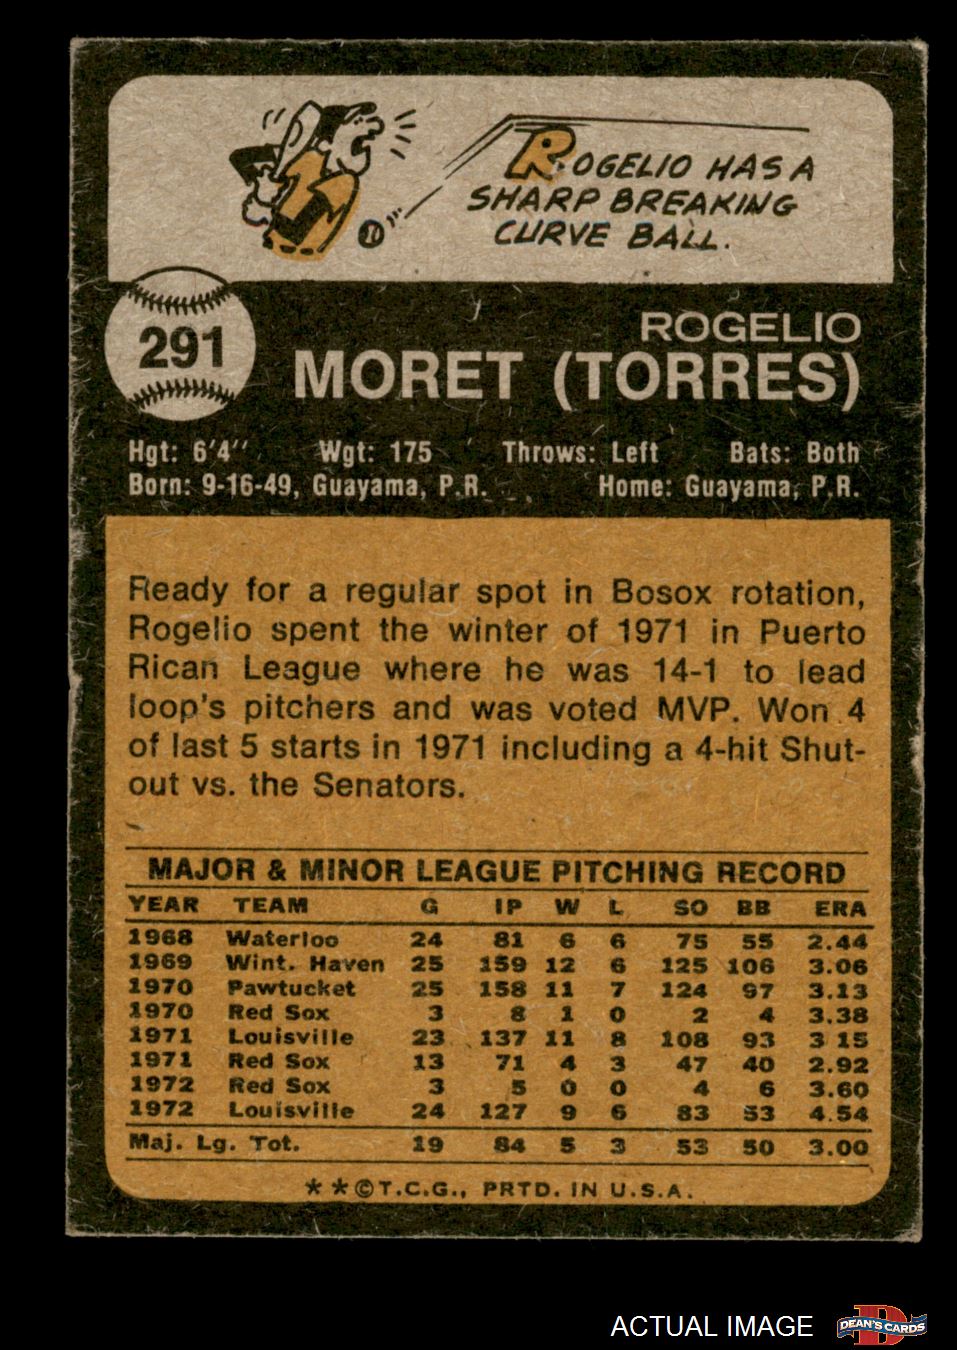 ROGELIO HAS A
SHARP BREAKING
CURVE BALL.
291
ROGELIO
MORET (TORRES)
Hgt: 6'4'' Wgt: 175 Throws: Left Bats: Both
Born: 9-16-49, Guayama, P.R. Home: Guayama, P.R.
Ready for a regular spot in Bosox rotation,
Rogelio spent the winter of 1971 in Puerto
Rican League where he was 14-1 to lead
loop's pitchers and was voted MVP. Won 4
of last 5 starts in 1971 including a 4-hit Shut-
out vs. the Senators.
MAJOR & MINOR LEAGUE PITCHING RECORD
YEAR TEAM G IP W L SO BB ERA
1968 Waterloo 24 81 6 6 75 55 2.44
1969 Wint. Haven 25 159 12 6 125 106 3.06
1970 Pawtucket 25 158 11 7 124 97 3.13
1970 Red Sox 3 8 1 0 2 4 3.38
1971 Louisville 23 137 11 8 108 93 3 15
1971 Red Sox 13 71 4 3 47 40 2.92
1972 Red Sox 3 5 0 0 4 6 3.60
1972 Louisville 24 127 9 6 83 53 4.54
Maj. Lg. Tot. 19 84 5 3 53 50 3.00
**©T.C.G., PRTD. IN U.S.A.
ACTUAL IMAGE
D
DEAN'S CARDS